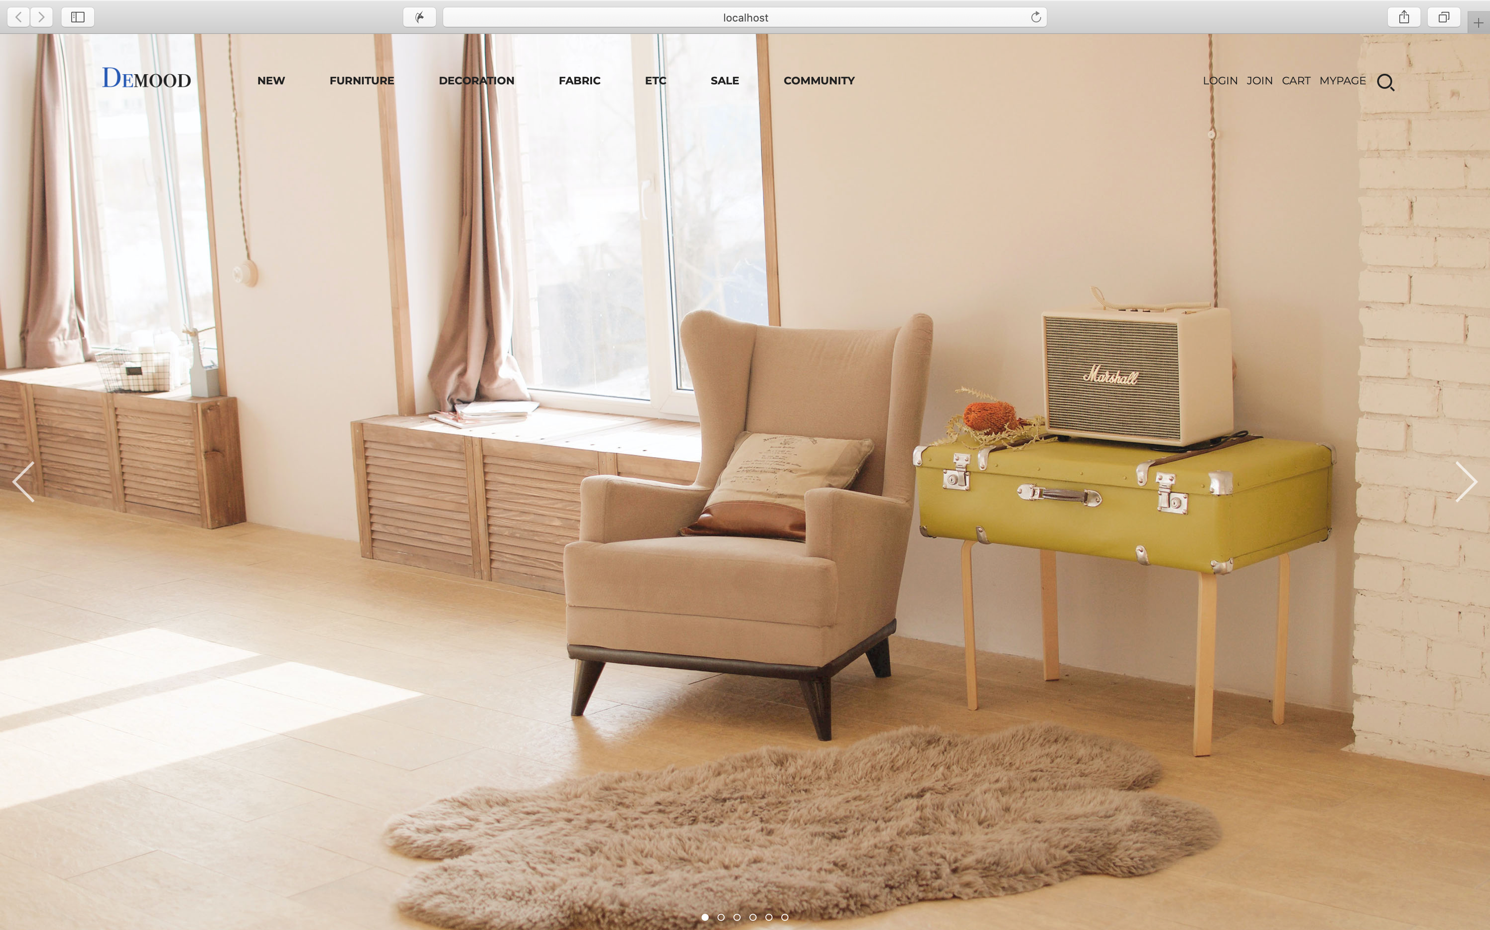 localhost
DEMOOD NEW FURNITURE DECORATION FABRIC ETC SALE COMMUNITY LOGIN JOIN CART MYPAGE
Marshall